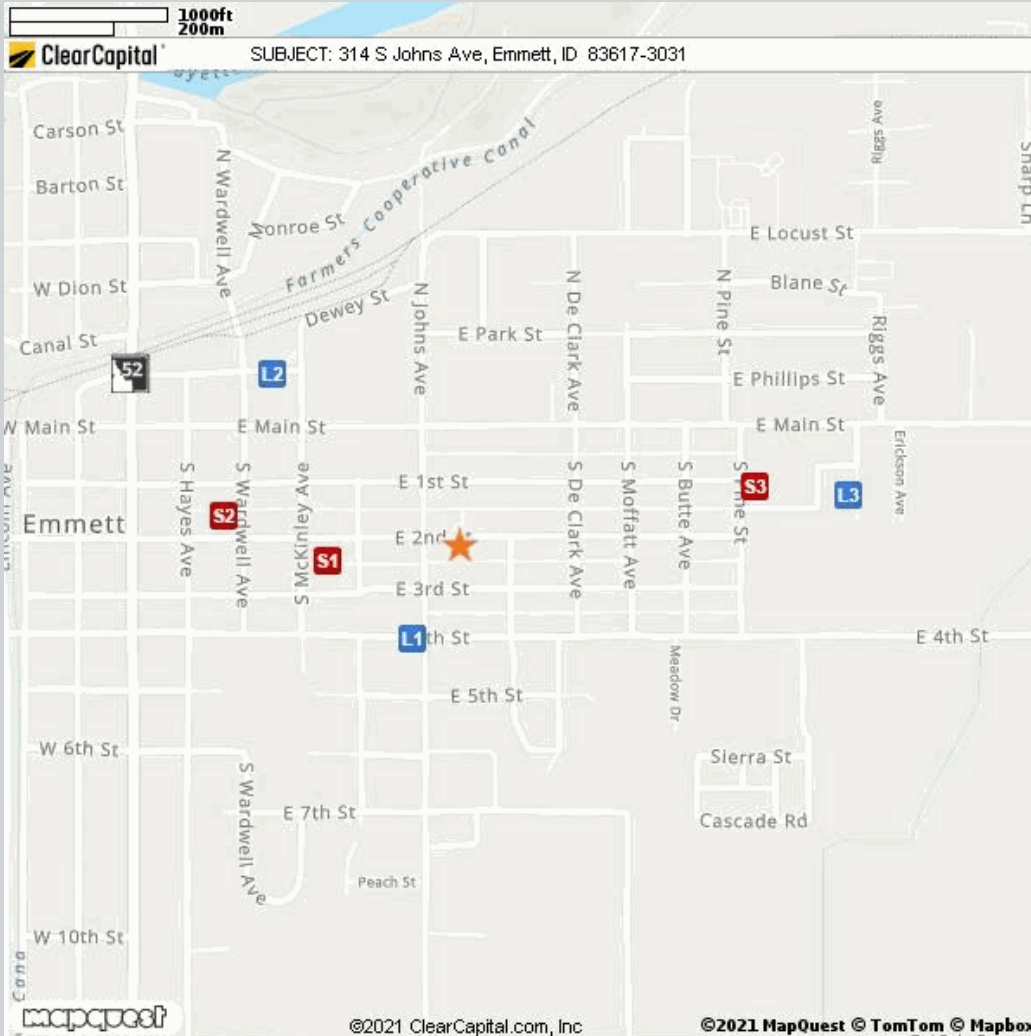 1000ft
200m
ClearCapital
SUBJECT: 314 S Johns Ave, Emmett, ID 83617-3031
Carson St
Barton St
N Wardwell Ave
Monroe St
Farmers Cooperative Canal
Riggs Ave
Sharp Ln
E Locust St
W Dion St
Dewey St
N Johns Ave
N De Clark Ave
N Pine St
Blane St
Canal St
E Park St
Riggs Ave
52
L2
E Phillips St
W Main St
E Main St
E Main St
Erickson Ave
S Hayes Ave
S Wardwell Ave
S McKinley Ave
E 1st St
S De Clark Ave
S Moffatt Ave
S Butte Ave
S Pine St
S3
L3
Emmett
S2
E 2nd
S1
E 3rd St
L1
th St
E 4th St
Meadow Dr
E 5th St
W 6th St
Sierra St
S Wardwell Ave
E 7th St
Cascade Rd
Peach St
W 10th St
mapquest
©2021 ClearCapital.com, Inc
©2021 MapQuest © TomTom © Mapbox